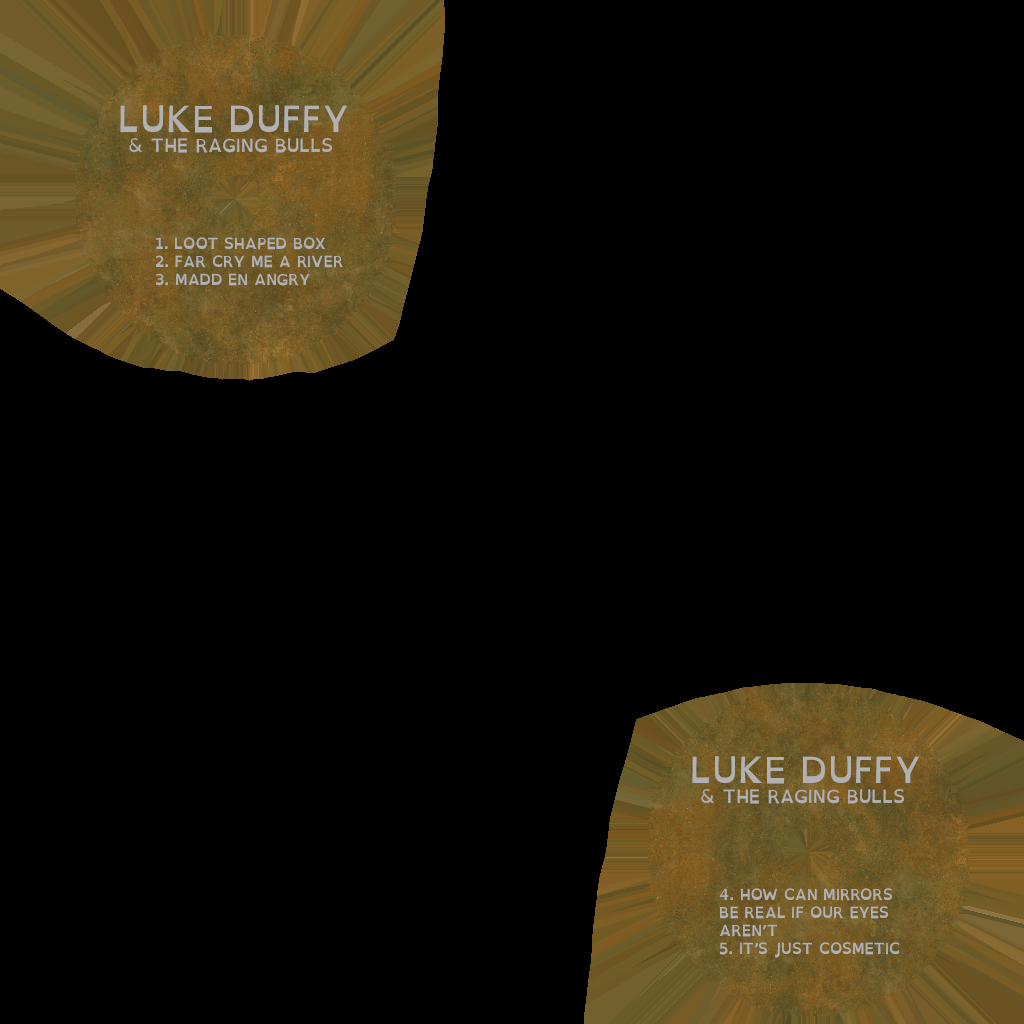 LUKE DUFFY
& THE RAGING BULLS
1. LOOT SHAPED BOX
2. FAR CRY ME A RIVER
3. MADD EN ANGRY
LUKE DUFFY
& THE RAGING BULLS
4. HOW CAN MIRRORS
BE REAL IF OUR EYES
AREN'T
5. IT'S JUST COSMETIC